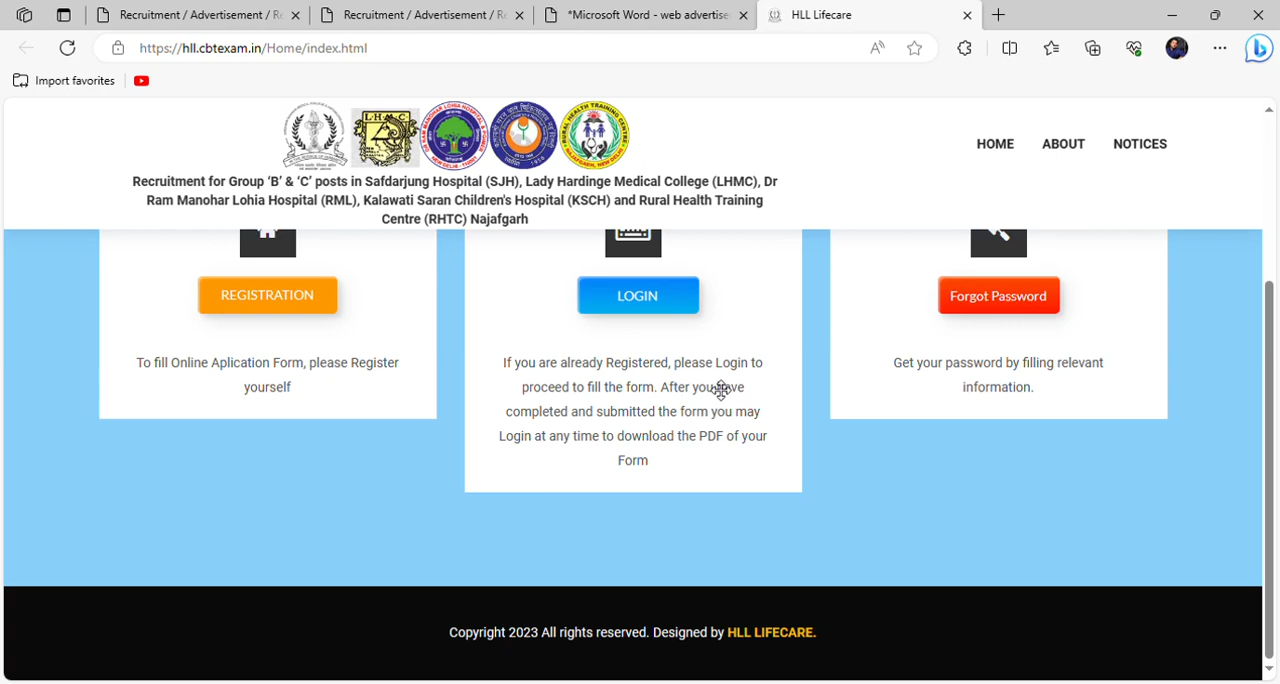 Recruitment / Advertisement / Re
Recruitment / Advertisement / Re
*Microsoft Word - web advertise
HLL Lifecare
https://hll.cbtexam.in/Home/index.html
Import favorites
HOME
ABOUT
NOTICES
Recruitment for Group ‘B’ & ‘C’ posts in Safdarjung Hospital (SJH), Lady Hardinge Medical College (LHMC), Dr
Ram Manohar Lohia Hospital (RML), Kalawati Saran Children's Hospital (KSCH) and Rural Health Training
Centre (RHTC) Najafgarh
REGISTRATION
To fill Online Aplication Form, please Register
yourself
LOGIN
If you are already Registered, please Login to
proceed to fill the form. After you have
completed and submitted the form you may
Login at any time to download the PDF of your
Form
Forgot Password
Get your password by filling relevant
information.
Copyright 2023 All rights reserved. Designed by HLL LIFECARE.